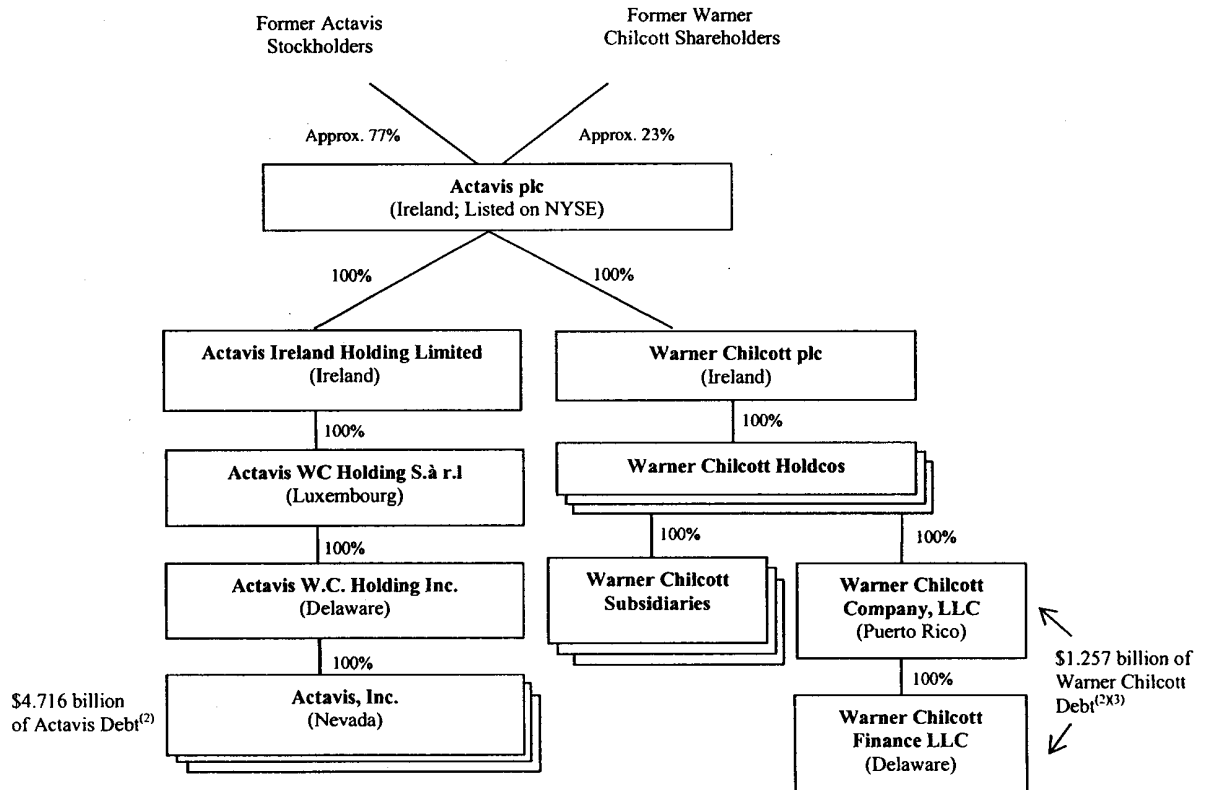 Former Actavis
Stockholders
Former Warner
Chilcott Shareholders
Approx. 77%
Approx. 23%
Actavis plc
(Ireland; Listed on NYSE)
100%
100%
Actavis Ireland Holding Limited
(Ireland)
Warner Chilcott plc
(Ireland)
100%
100%
Actavis WC Holding S.à r.l
(Luxembourg)
Warner Chilcott Holdcos
100%
100%
100%
Actavis W.C. Holding Inc.
(Delaware)
Warner Chilcott
Subsidiaries
Warner Chilcott
Company, LLC
(Puerto Rico)
100%
100%
$4.716 billion
of Actavis Debt(2)
Actavis, Inc.
(Nevada)
$1.257 billion of
Warner Chilcott
Debt(2)(3)
Warner Chilcott
Finance LLC
(Delaware)